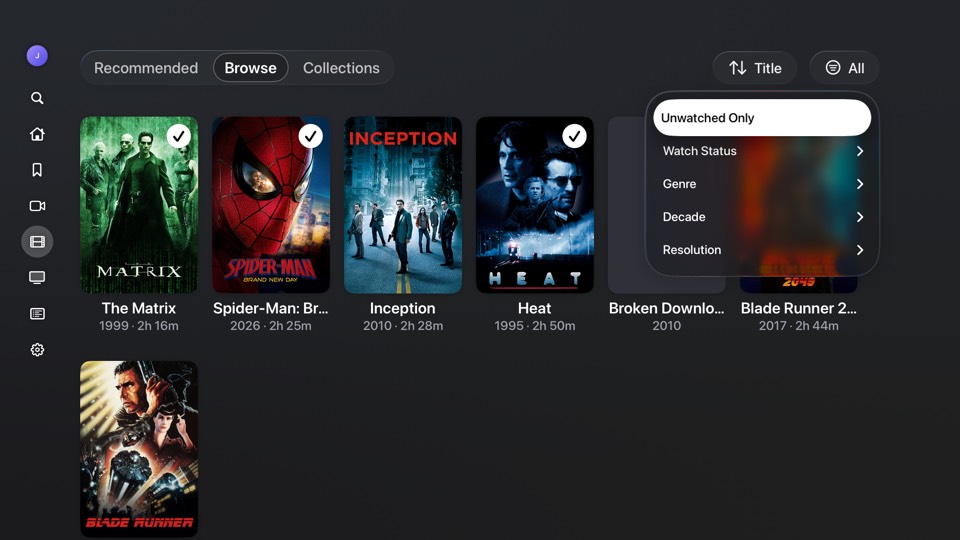 J
Recommended
Browse
Collections
Title
All
Unwatched Only
Watch Status
Genre
Decade
Resolution
MATRIX
SPIDER-MAN
BRAND NEW DAY
INCEPTION
HEAT
2049
The Matrix
1999 · 2h 16m
Spider-Man: Br...
2026 · 2h 25m
Inception
2010 · 2h 28m
Heat
1995 · 2h 50m
Broken Downlo...
2010
Blade Runner 2...
2017 · 2h 44m
BLADE RUNNER